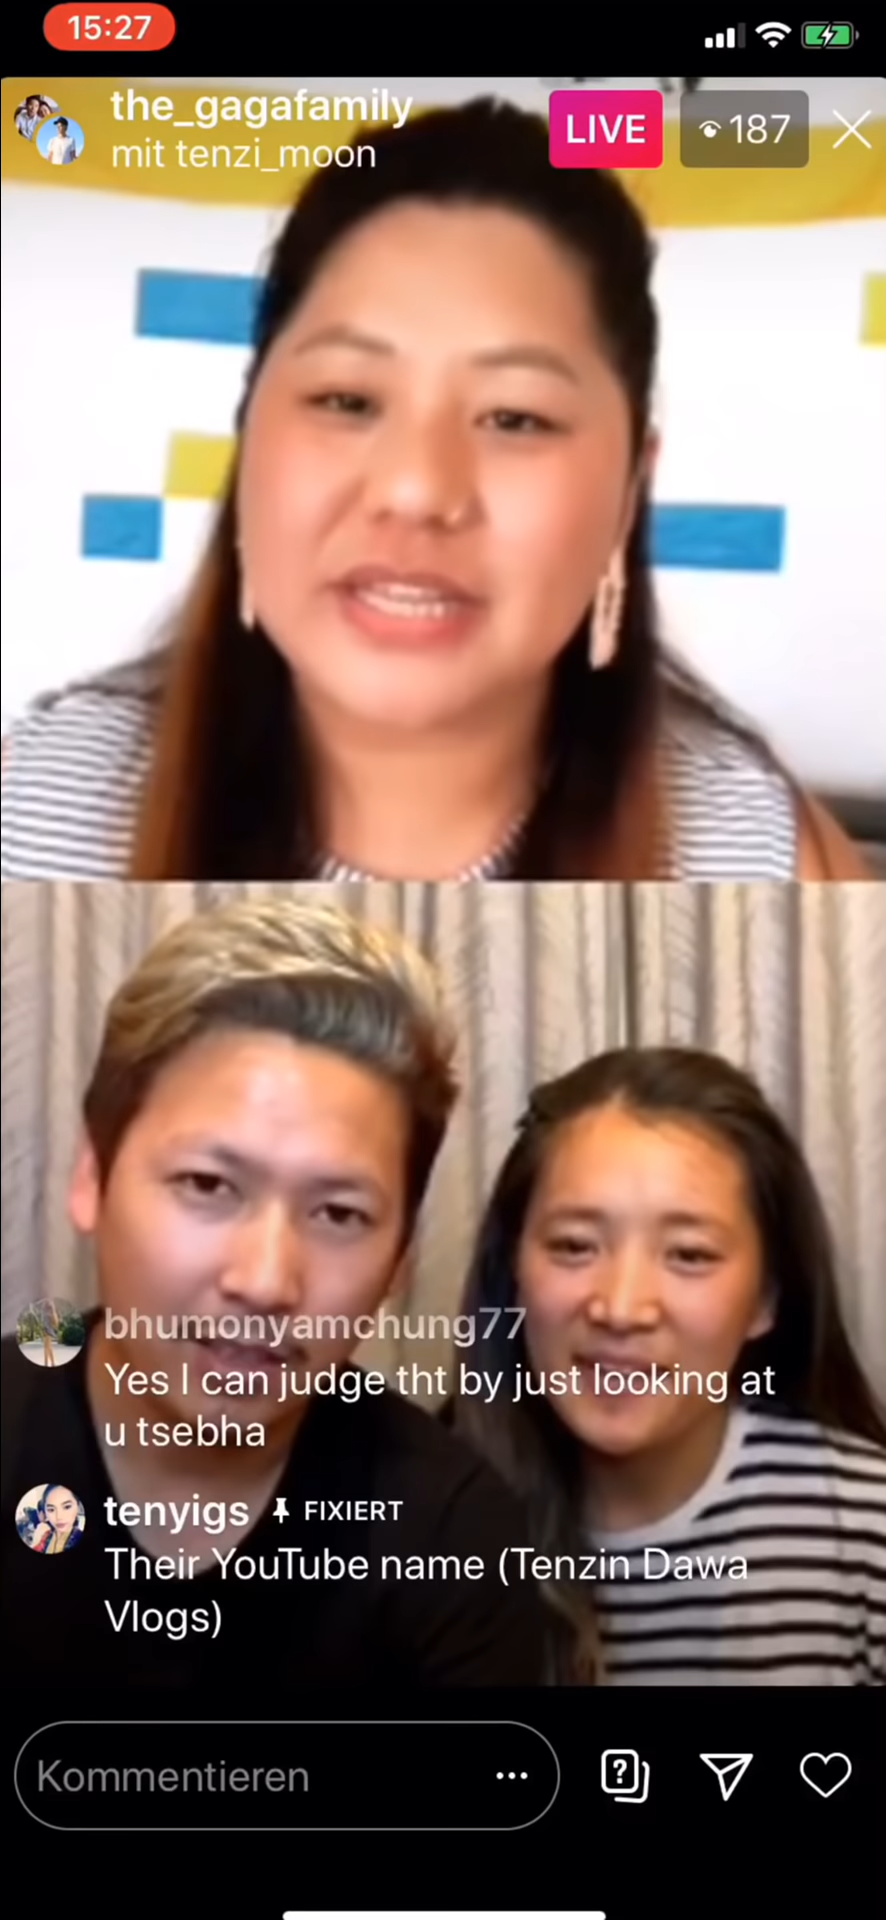 15:27
the_gagafamily
LIVE
187
mit tenzi_moon
bhumonyamchung77
Yes I can judge tht by just looking at
u tsebha
tenyigs FIXIERT
Their YouTube name (Tenzin Dawa
Vlogs)
Kommentieren